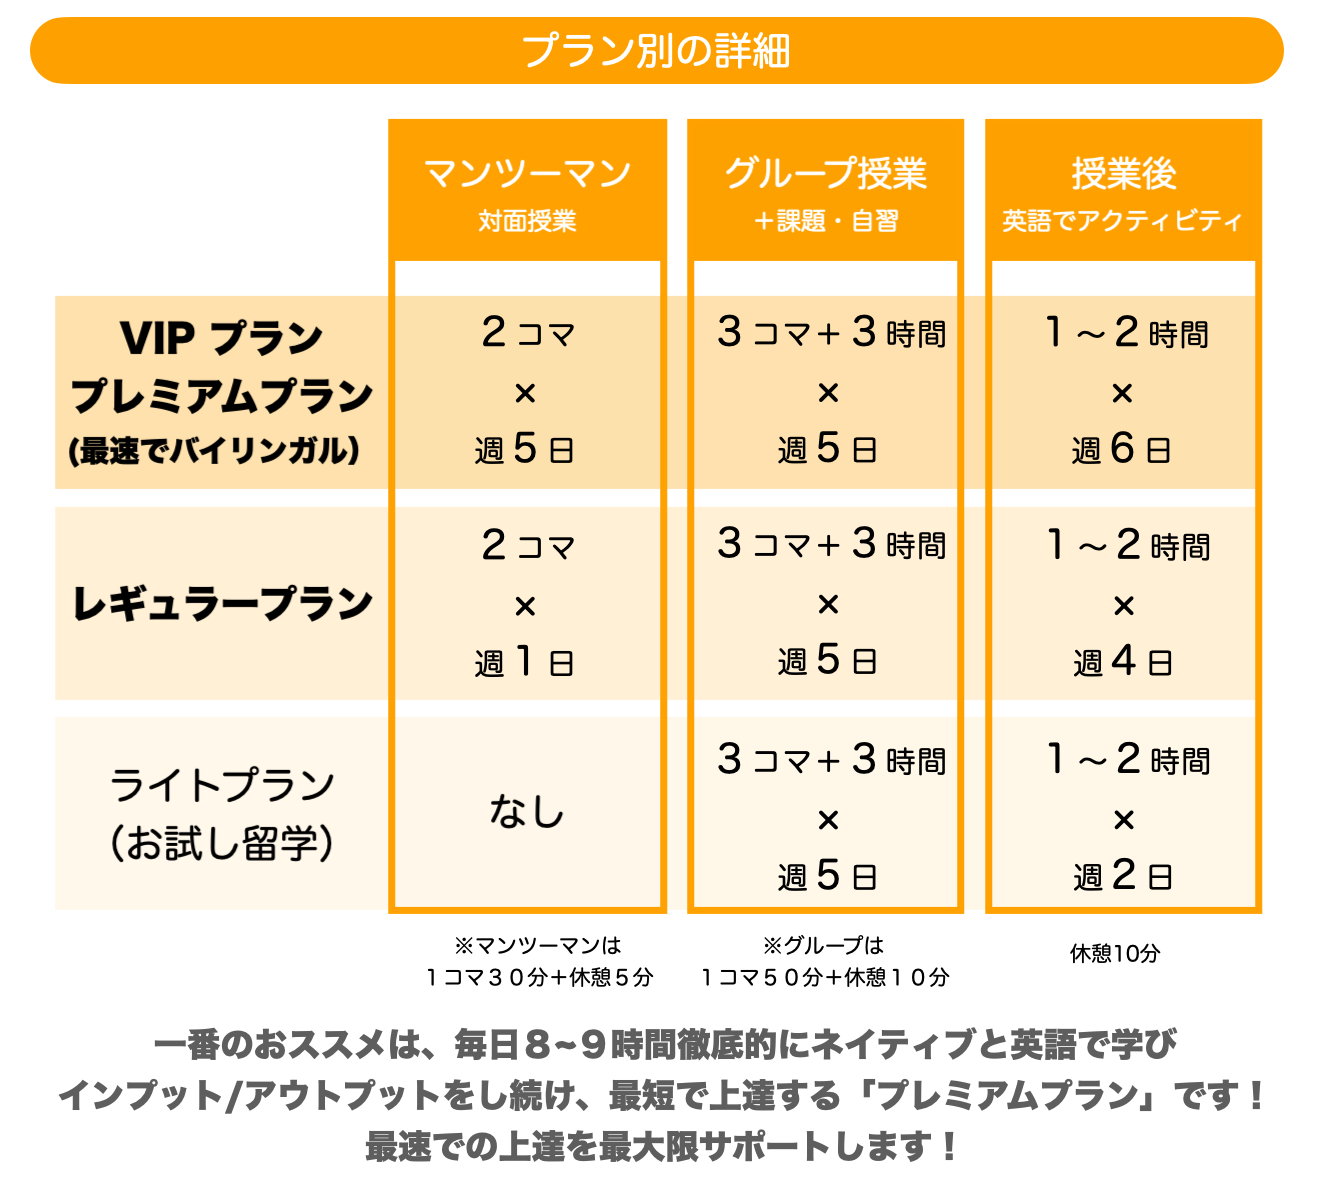 プラン別の詳細
マンツーマン
対面授業
グループ授業
＋課題・自習
授業後
英語でアクティビティ
VIP プラン
プレミアムプラン
(最速でバイリンガル)
2 コマ
×
週 5 日
3 コマ＋3 時間
×
週 5 日
1 〜 2 時間
×
週 6 日
レギュラープラン
2 コマ
×
週 1 日
3 コマ＋3 時間
×
週 5 日
1 〜 2 時間
×
週 4 日
ライトプラン
（お試し留学）
なし
3 コマ＋3 時間
×
週 5 日
1 〜 2 時間
×
週 2 日
※マンツーマンは
１コマ３０分＋休憩５分
※グループは
１コマ５０分＋休憩１０分
休憩10分
一番のおススメは、毎日８~９時間徹底的にネイティブと英語で学び
インプット/アウトプットをし続け、最短で上達する「プレミアムプラン」です！
最速での上達を最大限サポートします！